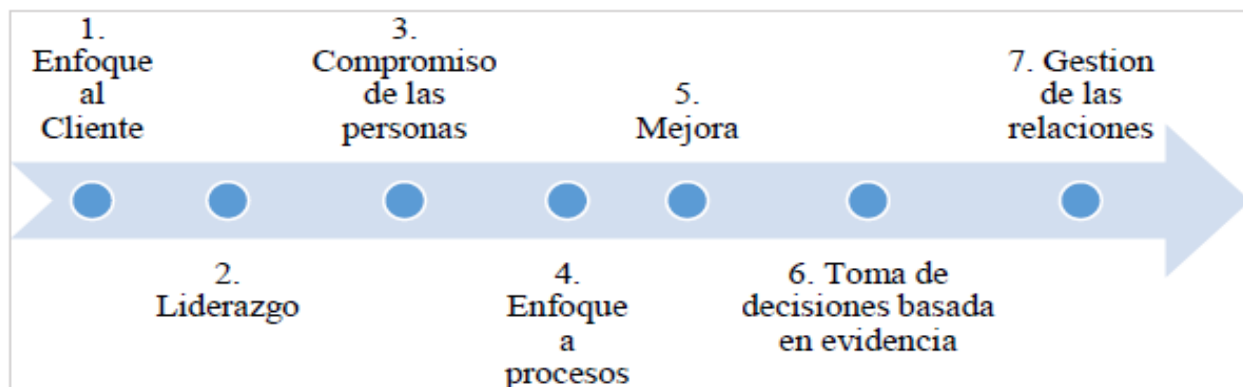 1.
Enfoque
al
Cliente
2.
Liderazgo
3.
Compromiso
de las
personas
4.
Enfoque
a
procesos
5.
Mejora
6. Toma de
decisiones basada
en evidencia
7. Gestion
de las
relaciones